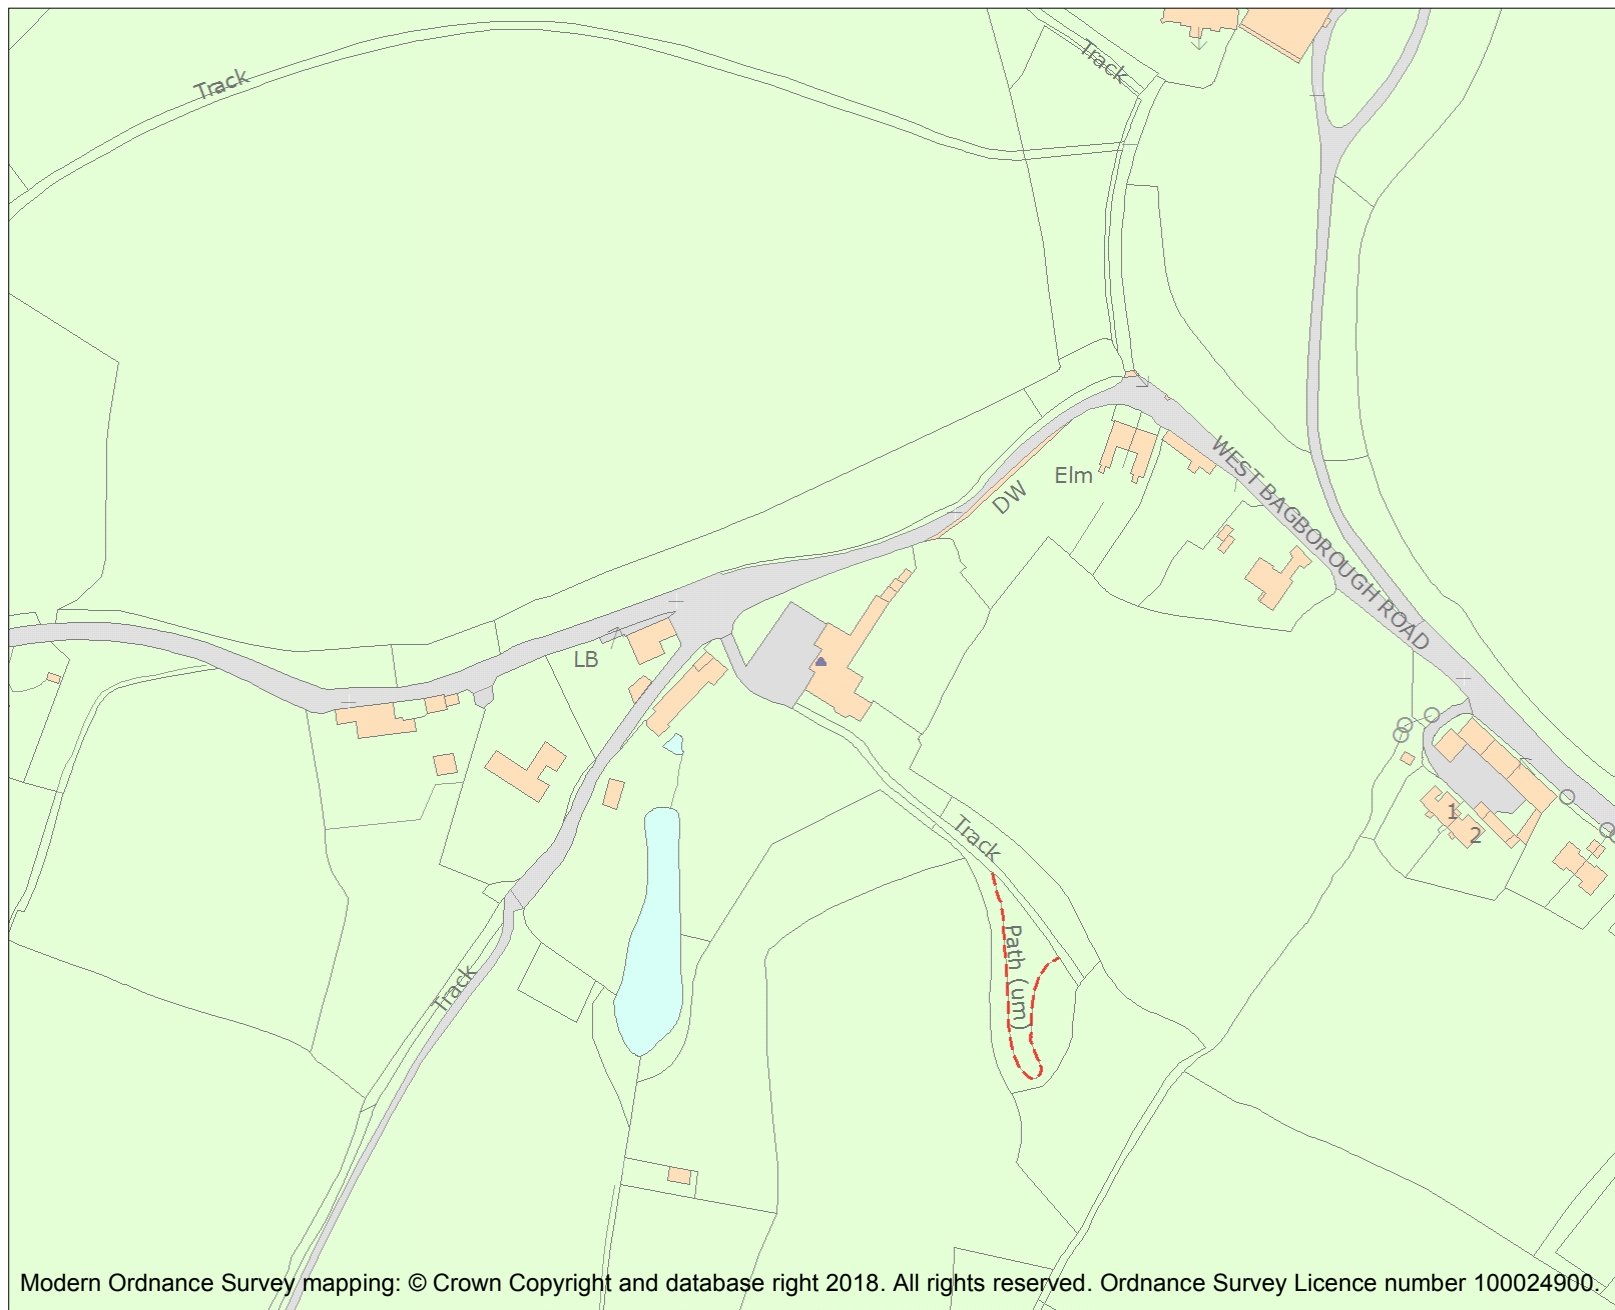 Track
Track
WEST BAGBOROUGH ROAD
Elm
DW
LB
Track
1
2
Path (um)
Track
Modern Ordnance Survey mapping: © Crown Copyright and database right 2018. All rights reserved. Ordnance Survey Licence number 100024900.